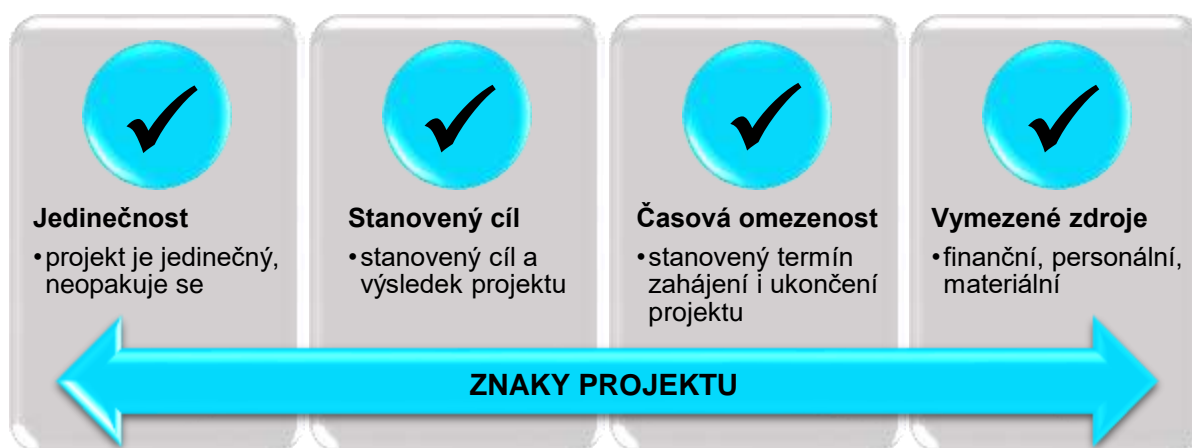 Jedinečnost
•projekt je jedinečný,
neopakuje se
Stanovený cíl
•stanovený cíl a
výsledek projektu
Časová omezenost
•stanovený termín
zahájení i ukončení
projektu
Vymezené zdroje
•finanční, personální,
materiální
ZNAKY PROJEKTU